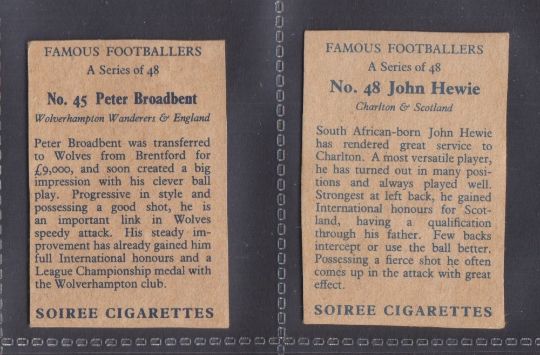 FAMOUS FOOTBALLERS
A Series of 48
No. 45 Peter Broadbent
Wolverhampton Wanderers & England
Peter Broadbent was transferred
to Wolves from Brentford for
£9,000, and soon created a big
impression with his clever ball
play. Progressive in style and
possessing a good shot, he is
an important link in Wolves
speedy attack. His steady im-
provement has already gained him
full International honours and a
League Championship medal with
the Wolverhampton club.
SOIREE CIGARETTES
FAMOUS FOOTBALLERS
A Series of 48
No. 48 John Hewie
Charlton & Scotland
South African-born John Hewie
has rendered great service to
Charlton. A most versatile player,
he has turned out in many posi-
tions and always played well.
Strongest at left back, he gained
International honours for Scot-
land, having a qualification
through his father. Few backs
intercept or use the ball better.
Possessing a fierce shot he often
comes up in the attack with great
effect.
SOIREE CIGARETTES